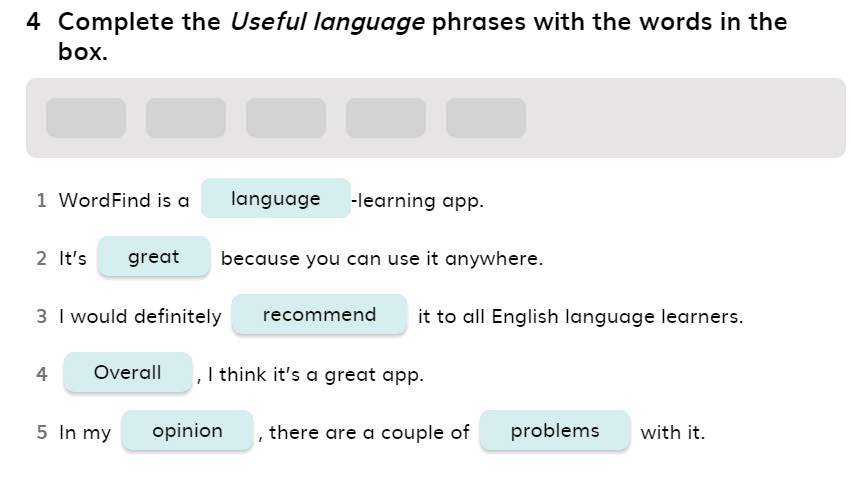 4 Complete the Useful language phrases with the words in the
box.
1 WordFind is a language -learning app.
2 It's great because you can use it anywhere.
3 I would definitely recommend it to all English language learners.
4 Overall , I think it's a great app.
5 In my opinion , there are a couple of problems with it.